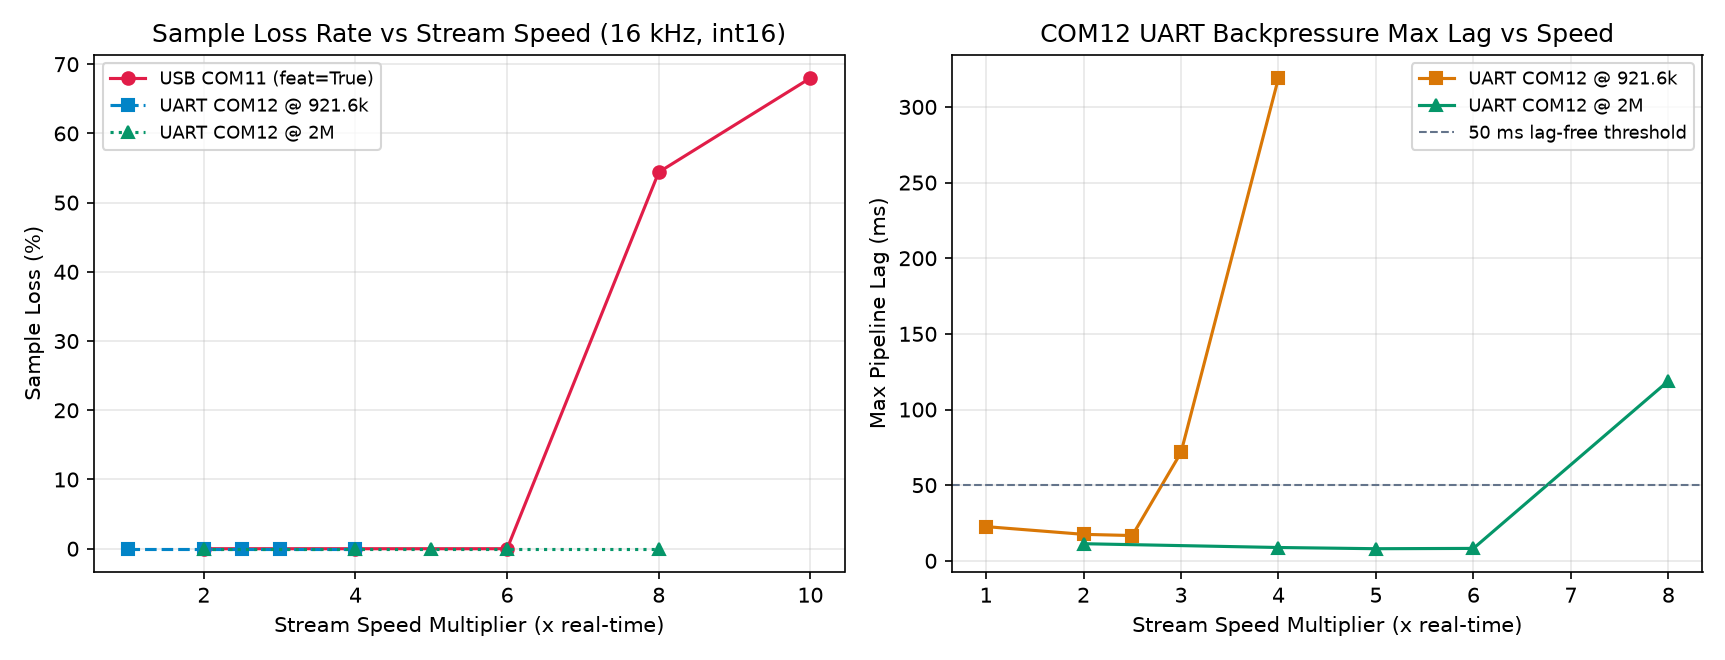 Sample Loss Rate vs Stream Speed (16 kHz, int16)
USB COM11 (feat=True)
UART COM12 @ 921.6k
UART COM12 @ 2M
Sample Loss (%)
70
60
50
40
30
20
10
0
2
4
6
8
10
Stream Speed Multiplier (x real-time)
COM12 UART Backpressure Max Lag vs Speed
UART COM12 @ 921.6k
UART COM12 @ 2M
50 ms lag-free threshold
Max Pipeline Lag (ms)
300
250
200
150
100
50
0
1
2
3
4
5
6
7
8
Stream Speed Multiplier (x real-time)